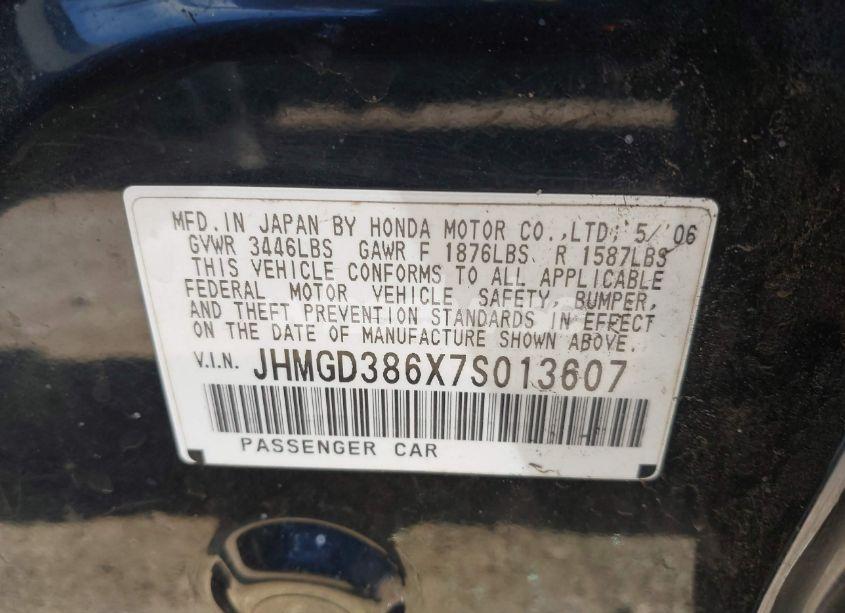 MFD. IN JAPAN BY HONDA MOTOR CO.,LTD; 5/'06
GVWR 3446LBS GAWR F 1876LBS R 1587LBS
THIS VEHICLE CONFORMS TO ALL APPLICABLE
FEDERAL MOTOR VEHICLE SAFETY, BUMPER,
AND THEFT PREVENTION STANDARDS IN EFFECT
ON THE DATE OF MANUFACTURE SHOWN ABOVE.
V.I.N. JHMGD386X7S013607
PASSENGER CAR